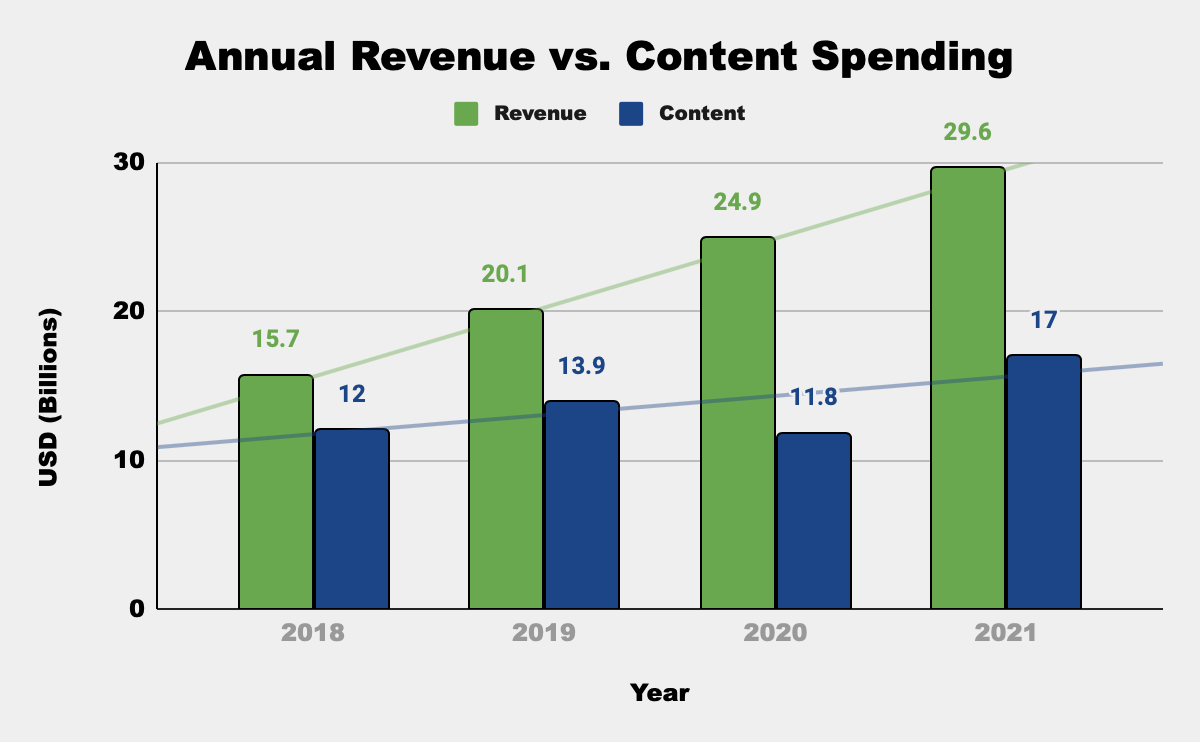 Annual Revenue vs. Content Spending
Revenue Content
29.6
30
24.9
20.1
20
17
15.7
13.9
12
11.8
10
0
USD (Billions)
2018 2019 2020 2021
Year